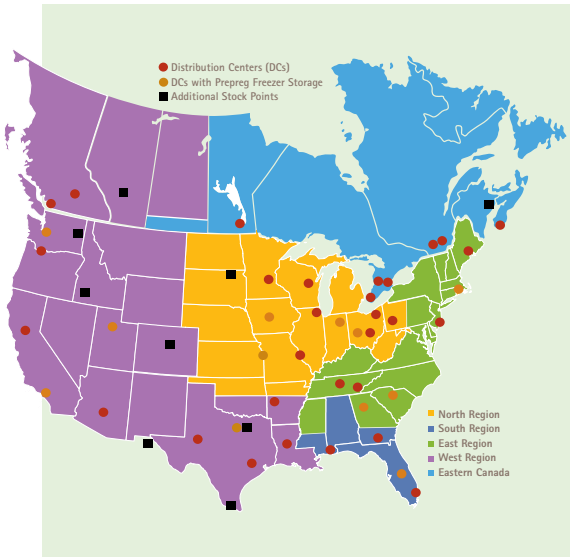 Distribution Centers (DCs)
DCs with Prepreg Freezer Storage
Additional Stock Points
North Region
South Region
East Region
West Region
Eastern Canada